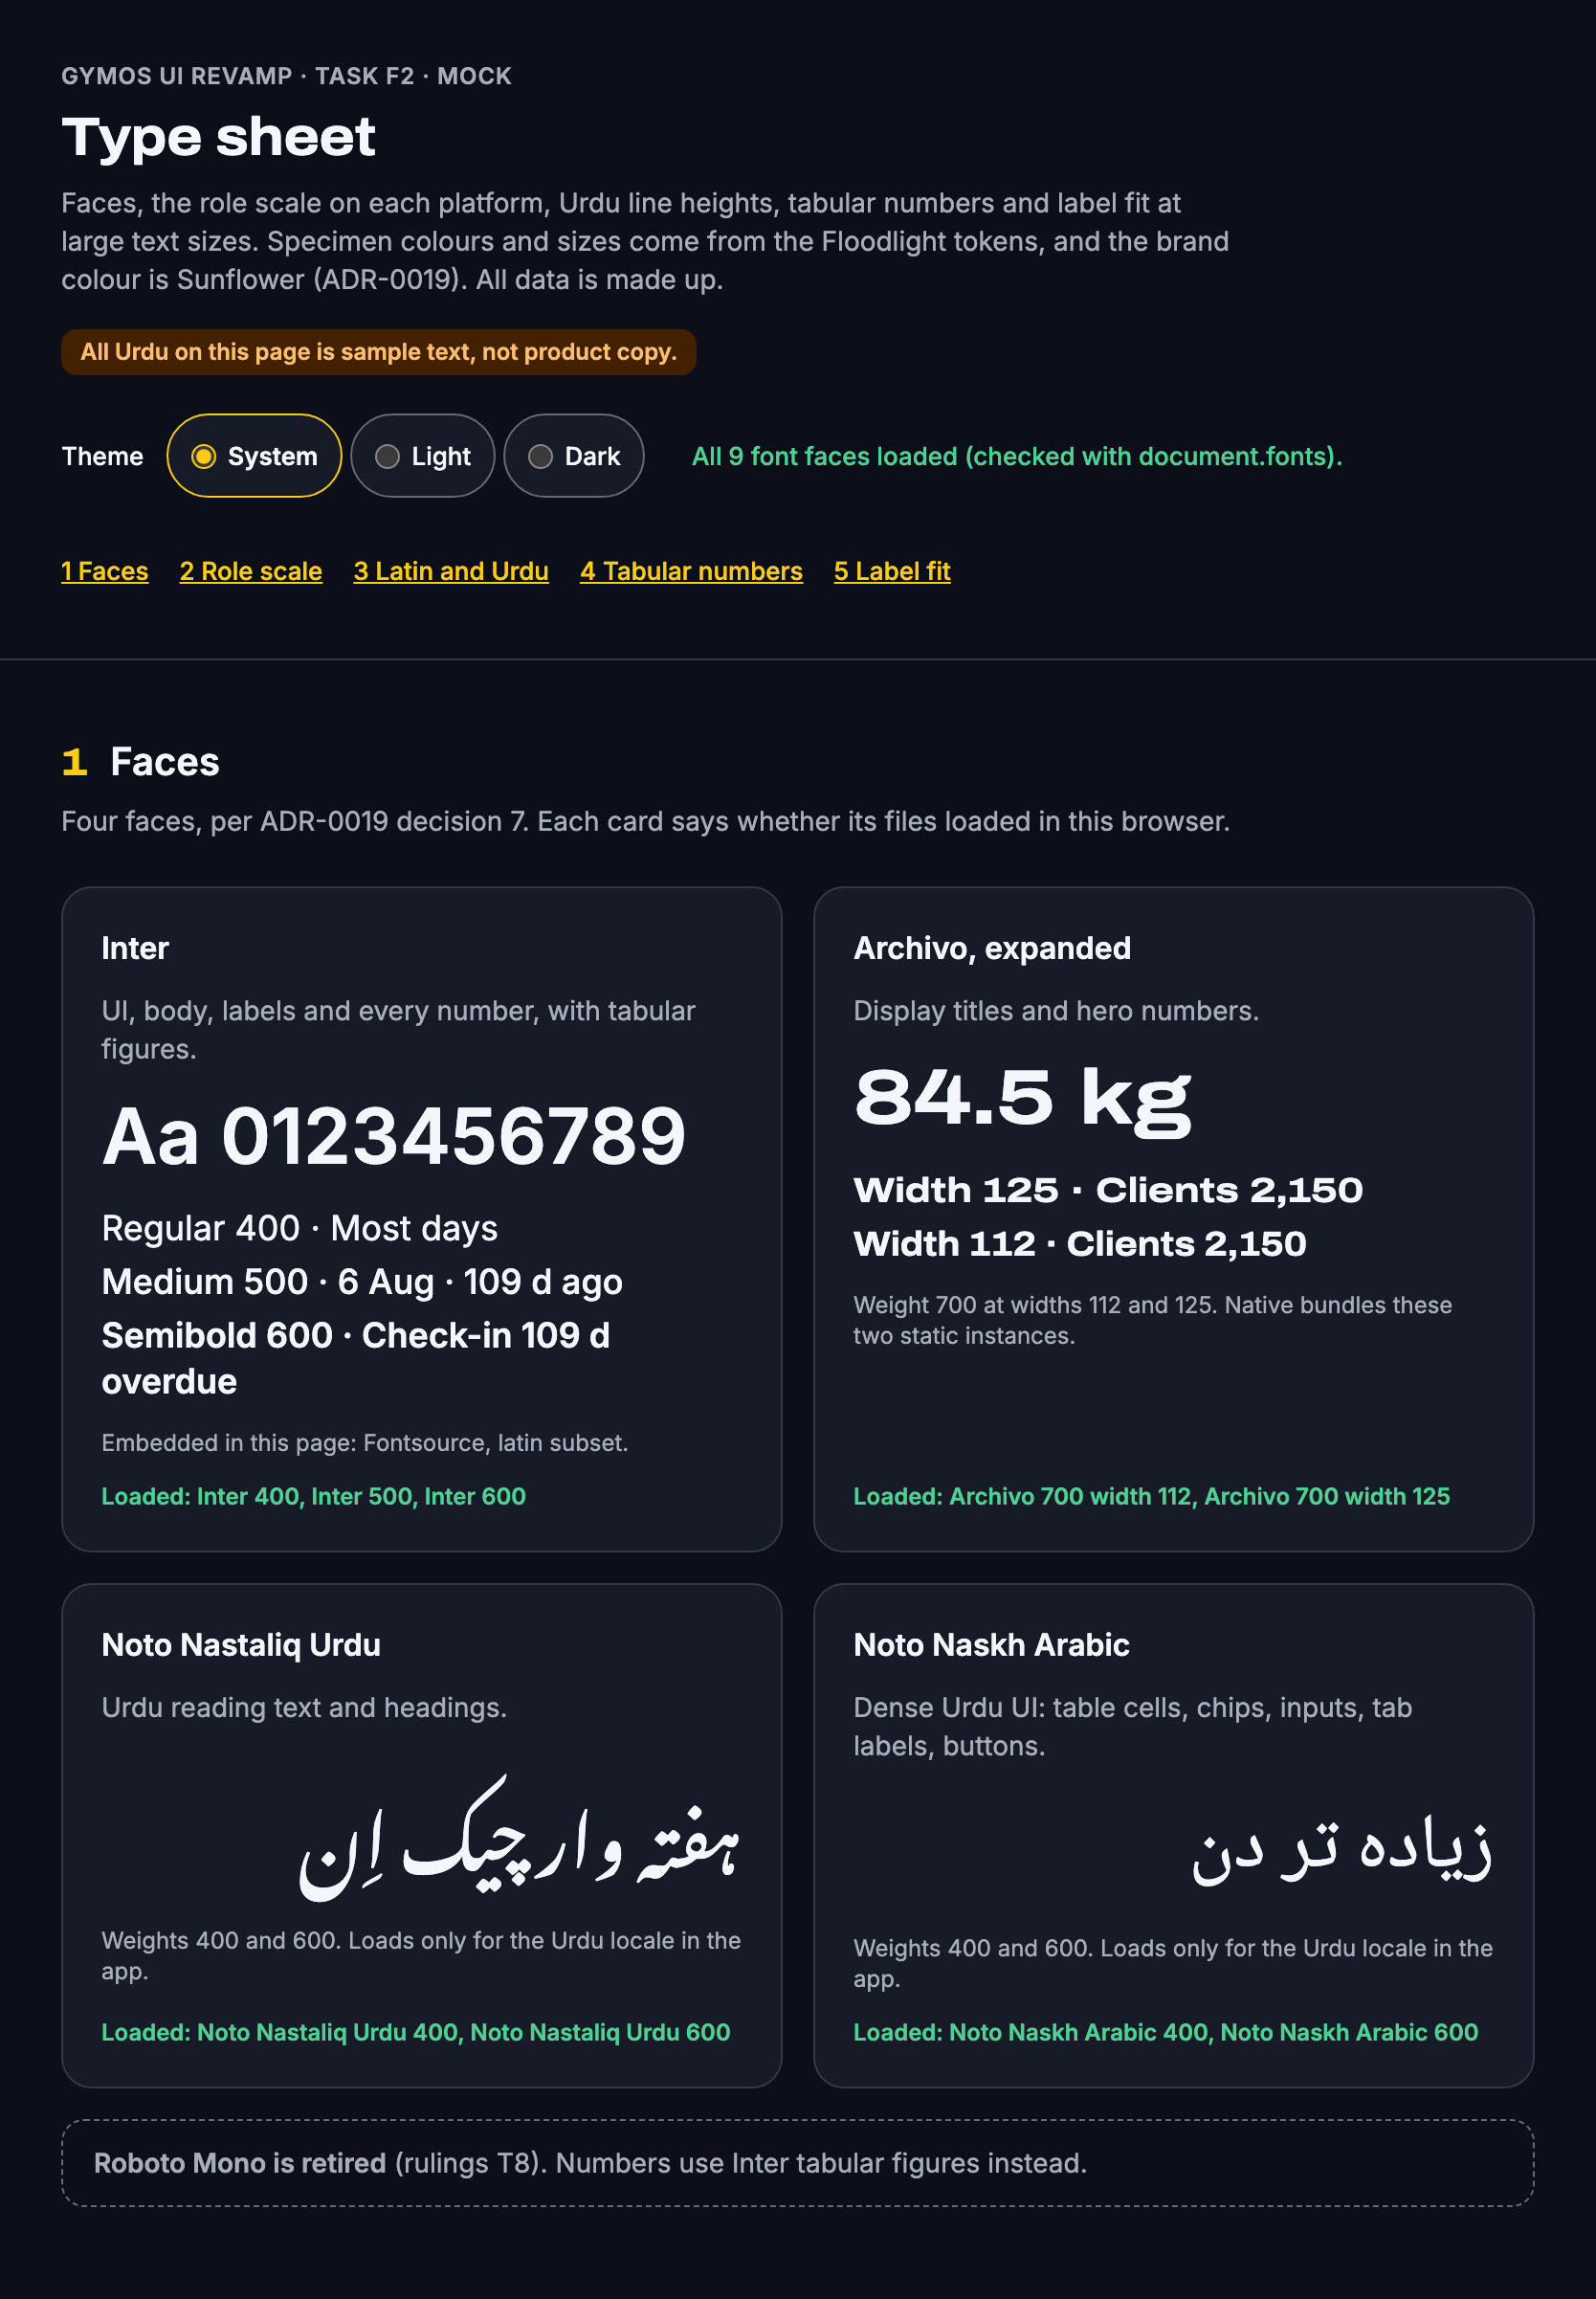 GYMOS UI REVAMP · TASK F2 · MOCK
Type sheet
Faces, the role scale on each platform, Urdu line heights, tabular numbers and label fit at
large text sizes. Specimen colours and sizes come from the Floodlight tokens, and the brand
colour is Sunflower (ADR-0019). All data is made up.
All Urdu on this page is sample text, not product copy.
Theme System Light Dark All 9 font faces loaded (checked with document.fonts).
1 Faces 2 Role scale 3 Latin and Urdu 4 Tabular numbers 5 Label fit
1 Faces
Four faces, per ADR-0019 decision 7. Each card says whether its files loaded in this browser.
Inter
UI, body, labels and every number, with tabular
figures.
Aa 0123456789
Regular 400 · Most days
Medium 500 · 6 Aug · 109 d ago
Semibold 600 · Check-in 109 d
overdue
Embedded in this page: Fontsource, latin subset.
Loaded: Inter 400, Inter 500, Inter 600
Archivo, expanded
Display titles and hero numbers.
84.5 kg
Width 125 · Clients 2,150
Width 112 · Clients 2,150
Weight 700 at widths 112 and 125. Native bundles these
two static instances.
Loaded: Archivo 700 width 112, Archivo 700 width 125
Noto Nastaliq Urdu
Urdu reading text and headings.
ہفتہ وار چیک اِن
Weights 400 and 600. Loads only for the Urdu locale in the
app.
Loaded: Noto Nastaliq Urdu 400, Noto Nastaliq Urdu 600
Noto Naskh Arabic
Dense Urdu UI: table cells, chips, inputs, tab
labels, buttons.
زیادہ تر دن
Weights 400 and 600. Loads only for the Urdu locale in the
app.
Loaded: Noto Naskh Arabic 400, Noto Naskh Arabic 600
Roboto Mono is retired (rulings T8). Numbers use Inter tabular figures instead.